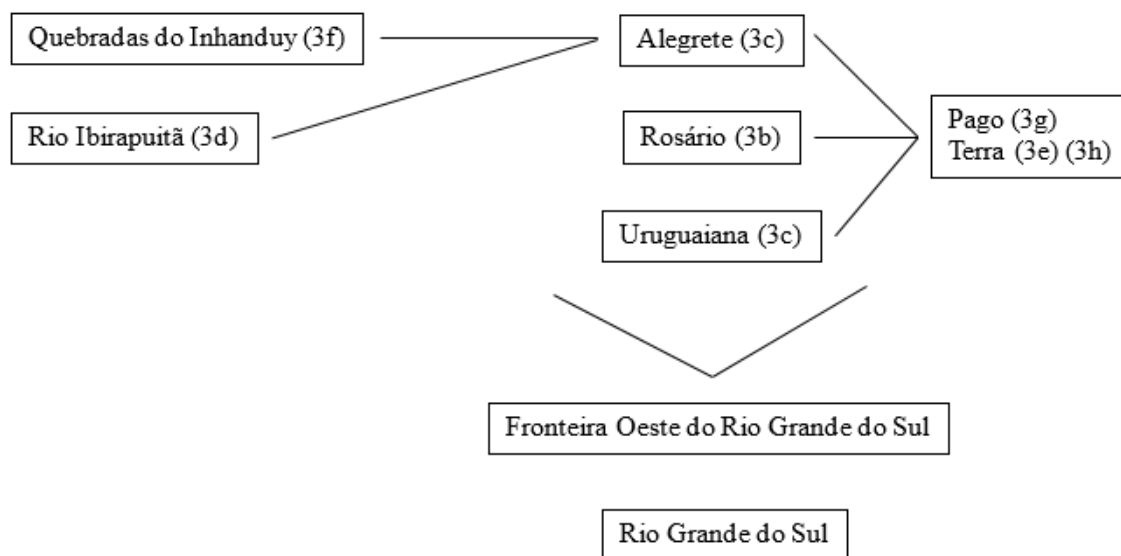 Quebradas do Inhanduy (3f)
Alegrete (3c)
Rio Ibirapuitã (3d)
Rosário (3b)
Pago (3g)
Terra (3e) (3h)
Uruguaiana (3c)
Fronteira Oeste do Rio Grande do Sul
Rio Grande do Sul